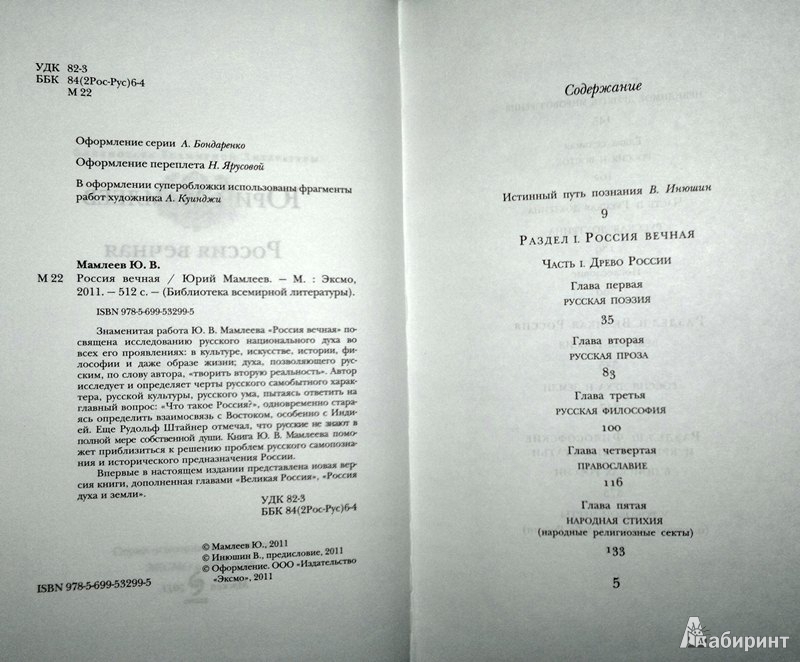 УДК 82-3
ББК 84(2Рос-Рус)6-4
М 22
Оформление серии А. Бондаренко
Оформление переплета Н. Ярусовой
В оформлении суперобложки использованы фрагменты
работ художника А. Куинджи
Мамлеев Ю. В.
М 22 Россия вечная / Юрий Мамлеев. — М. : Эксмо,
2011. — 512 с. — (Библиотека всемирной литературы).
ISBN 978-5-699-53299-5
Знаменитая работа Ю. В. Мамлеева «Россия вечная» по-
священа исследованию русского национального духа во
всех его проявлениях: в культуре, искусстве, истории, фи-
лософии и даже образе жизни; духа, позволяющего рус-
ским, по слову автора, «творить вторую реальность». Автор
исследует и определяет черты русского самобытного харак-
тера, русской культуры, русского ума, пытаясь ответить на
главный вопрос: «Что такое Россия?», одновременно стара-
ясь определить взаимосвязь с Востоком, особенно с Инди-
ей. Еще Рудольф Штайнер отмечал, что русские не знают в
полной мере собственной души. Книга Ю. В. Мамлеева помо-
жет приблизиться к решению проблем русского самопозна-
ния и исторического предназначения России.
Впервые в настоящем издании представлена новая вер-
сия книги, дополненная главами «Великая Россия», «Россия
духа и земли».
УДК 82-3
ББК 84(2Рос-Рус)6-4
© Мамлеев Ю., 2011
© Инюшин В., предисловие, 2011
© Оформление. ООО «Издательство
«Эксмо», 2011
ISBN 978-5-699-53299-5
Содержание
Истинный путь познания В. Инюшин
9
Раздел I. Россия вечная
Часть I. Древо России
Глава первая
РУССКАЯ ПОЭЗИЯ
35
Глава вторая
РУССКАЯ ПРОЗА
83
Глава третья
РУССКАЯ ФИЛОСОФИЯ
100
Глава четвертая
ПРАВОСЛАВИЕ
116
Глава пятая
НАРОДНАЯ СТИХИЯ
(народные религиозные секты)
133
5
Лабиринт